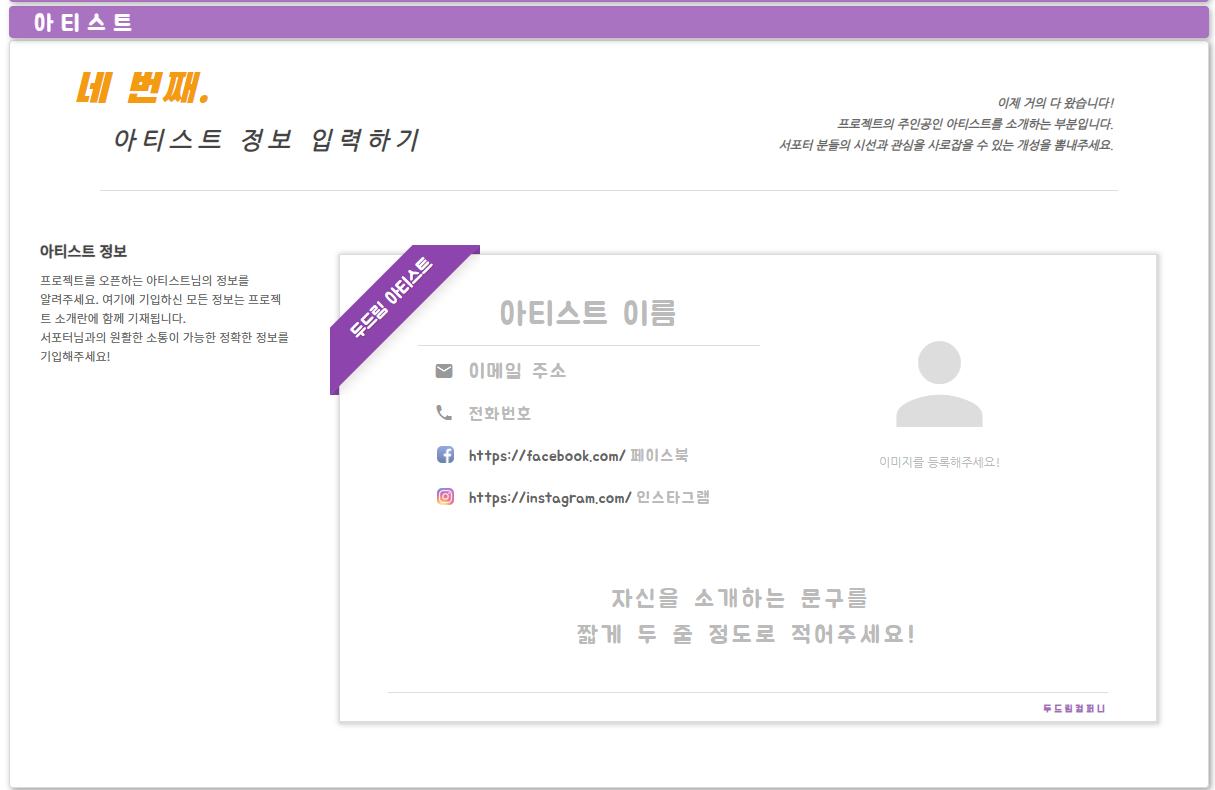 아티스트
네 번째.
아티스트 정보 입력하기
이제 거의 다 왔습니다!
프로젝트의 주인공인 아티스트를 소개하는 부분입니다.
서포터 분들의 시선과 관심을 사로잡을 수 있는 개성을 뽐내주세요.
아티스트 정보
프로젝트를 오픈하는 아티스트님의 정보를
알려주세요. 여기에 기입하신 모든 정보는 프로젝
트 소개란에 함께 기재됩니다.
서포터님과의 원활한 소통이 가능한 정확한 정보를
기입해주세요!
두드림 아티스트
아티스트 이름
이메일 주소
전화번호
https://facebook.com/ 페이스북
https://instagram.com/ 인스타그램
이미지를 등록해주세요!
자신을 소개하는 문구를
짧게 두 줄 정도로 적어주세요!
두드림컴퍼니